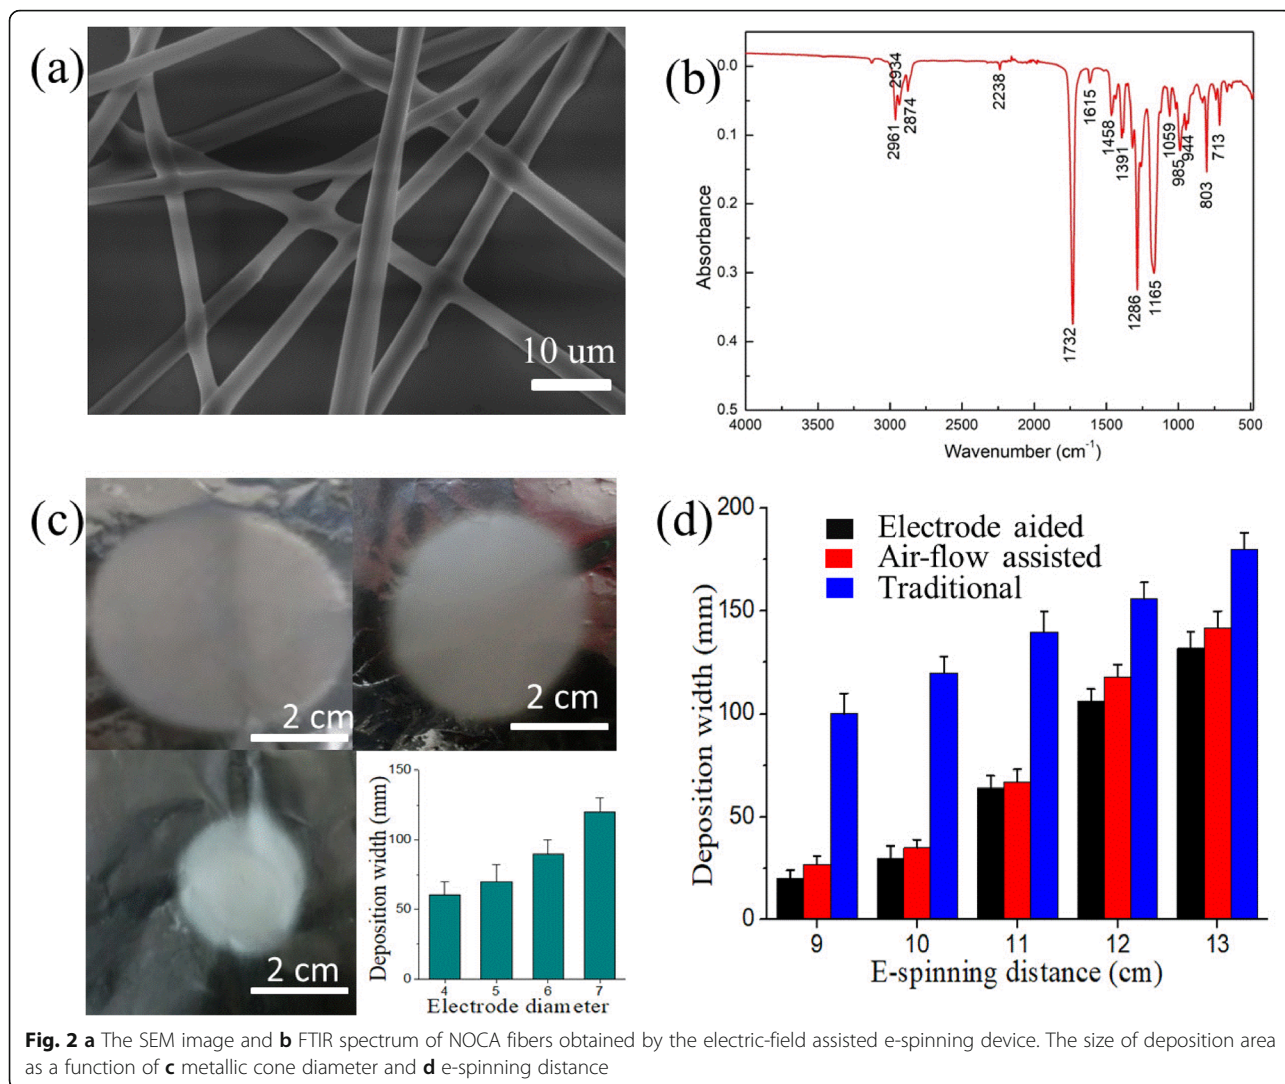 (a)
10 um
(b)
0.0
0.1
0.2
0.3
0.4
0.5
Absorbance
2961
2934
2874
2238
1732
1615
1458
1391
1286
1165
1059
985
944
803
713
4000 3500 3000 2500 2000 1500 1000 500
Wavenumber (cm⁻¹)
(c)
2 cm
2 cm
2 cm
150
100
50
0
Deposition width (mm)
4 5 6 7
Electrode diameter
(d)
200
150
100
50
0
Deposition width (mm)
Electrode aided
Air-flow assisted
Traditional
9 10 11 12 13
E-spinning distance (cm)
Fig. 2 a The SEM image and b FTIR spectrum of NOCA fibers obtained by the electric-field assisted e-spinning device. The size of deposition area
as a function of c metallic cone diameter and d e-spinning distance